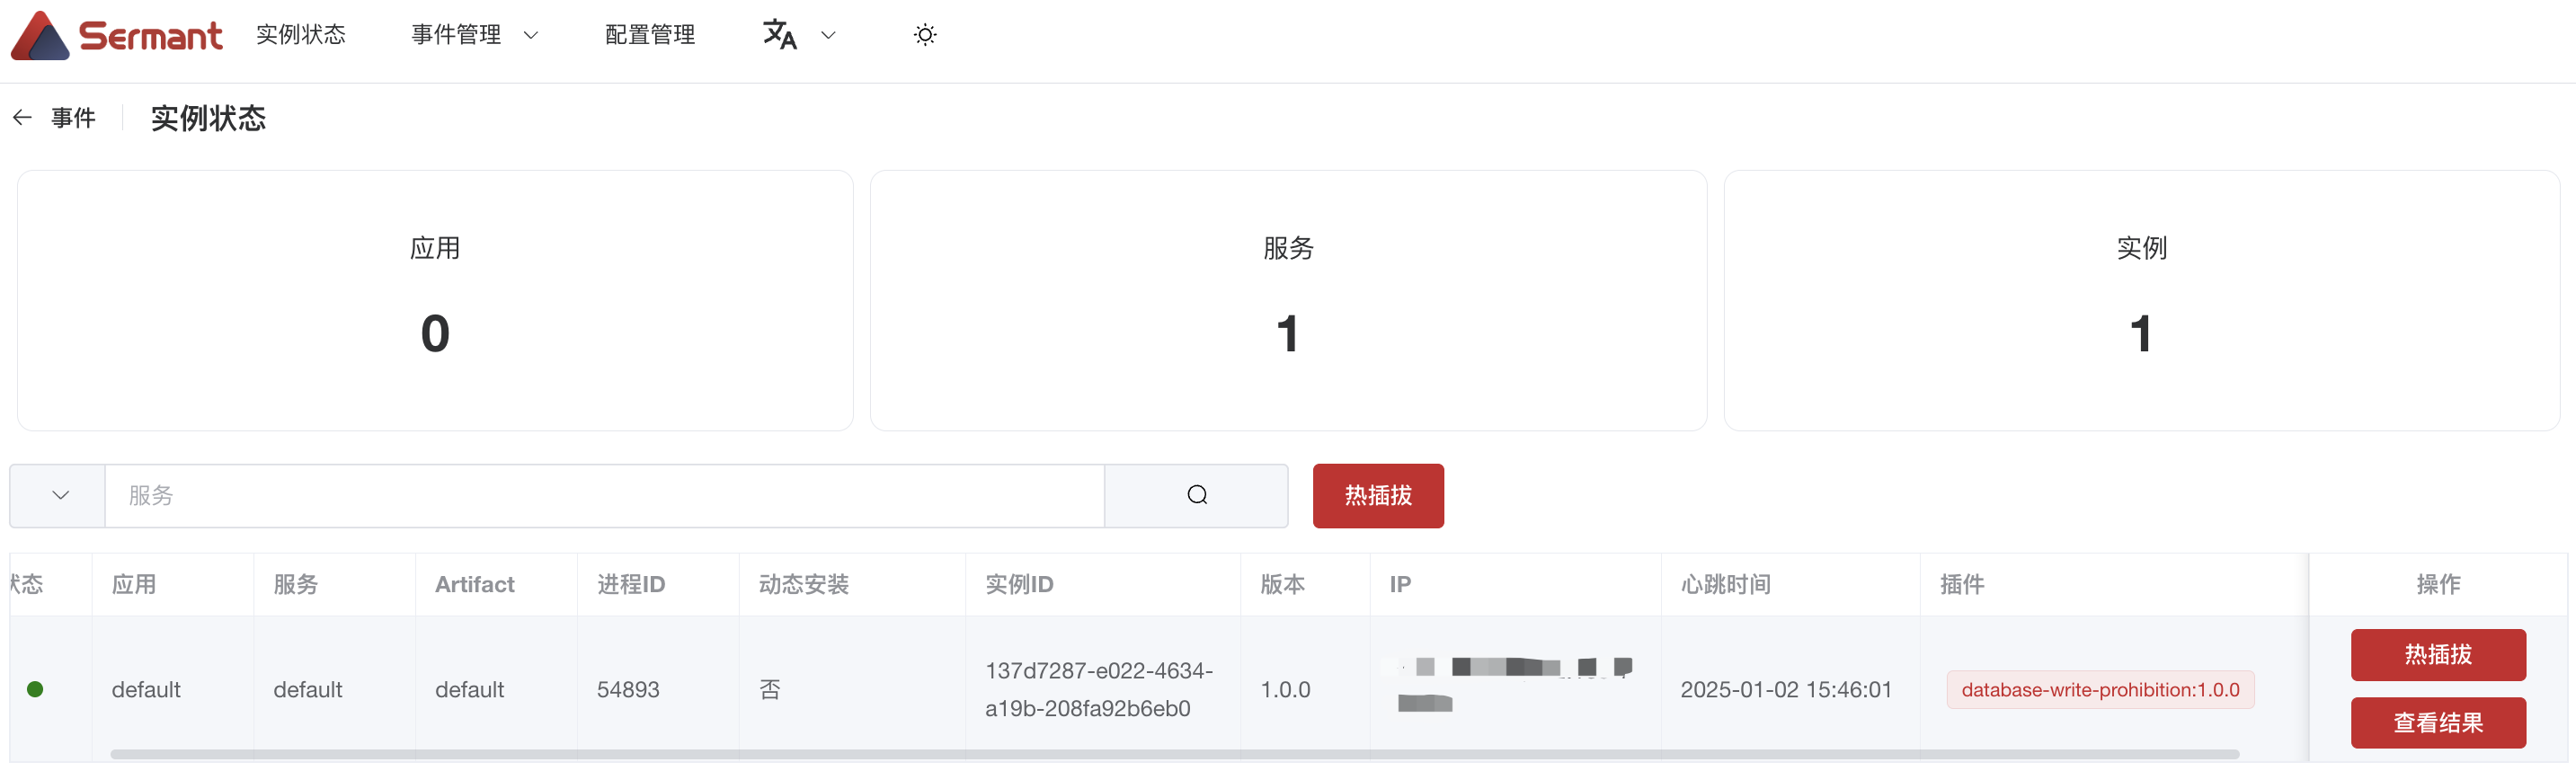 Sermant 实例状态 事件管理 配置管理 文A
事件 实例状态
应用 服务 实例
0 1 1
服务 热插拔
状态 应用 服务 Artifact 进程ID 动态安装 实例ID 版本 IP 心跳时间 插件 操作
default default default 54893 否 137d7287-e022-4634-a19b-208fa92b6eb0 1.0.0 2025-01-02 15:46:01 database-write-prohibition:1.0.0 热插拔
查看结果